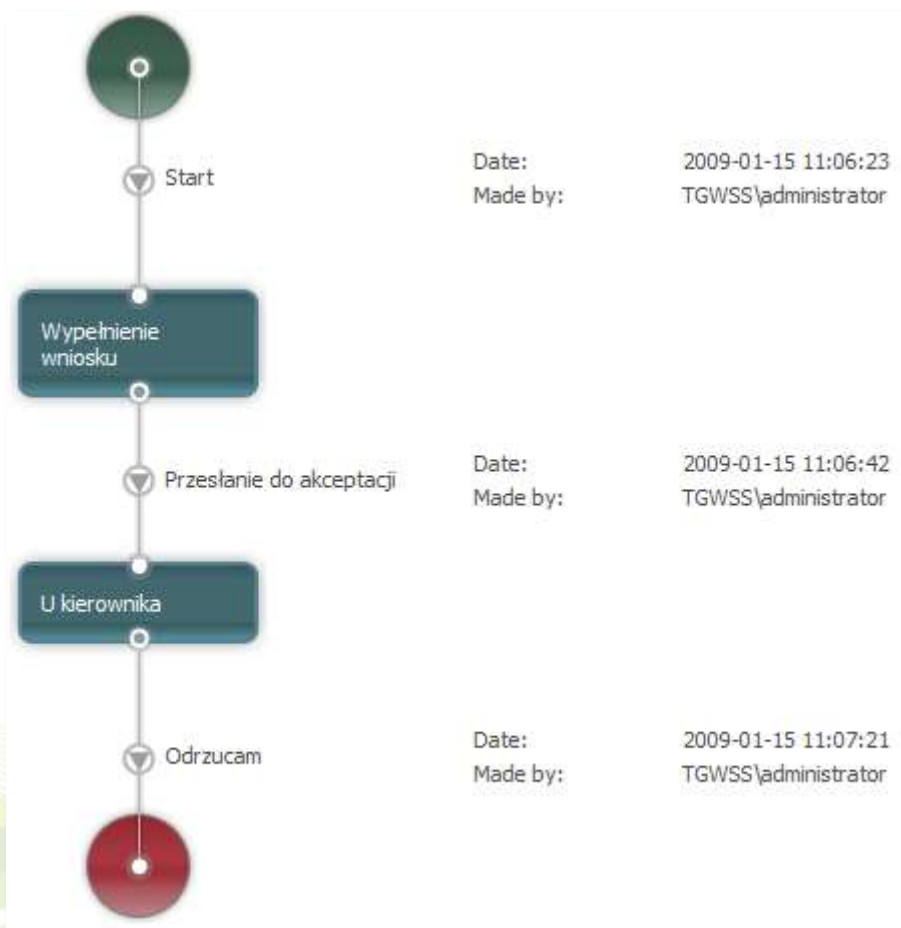 Start
Date: 2009-01-15 11:06:23
Made by: TGWSS\administrator
Wypełnienie
wniosku
Przesłanie do akceptacji
Date: 2009-01-15 11:06:42
Made by: TGWSS\administrator
U kierownika
Odrzucam
Date: 2009-01-15 11:07:21
Made by: TGWSS\administrator